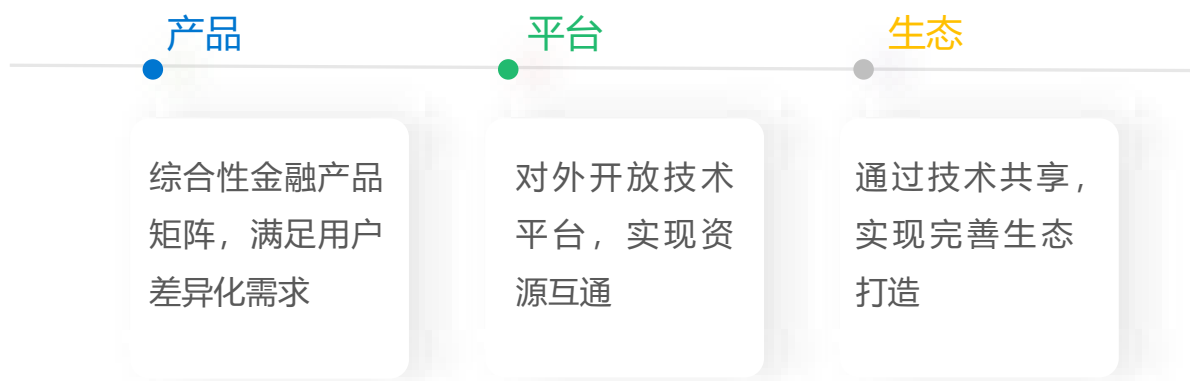 产品
平台
生态
综合性金融产品
矩阵，满足用户
差异化需求
对外开放技术
平台，实现资
源互通
通过技术共享，
实现完善生态
打造